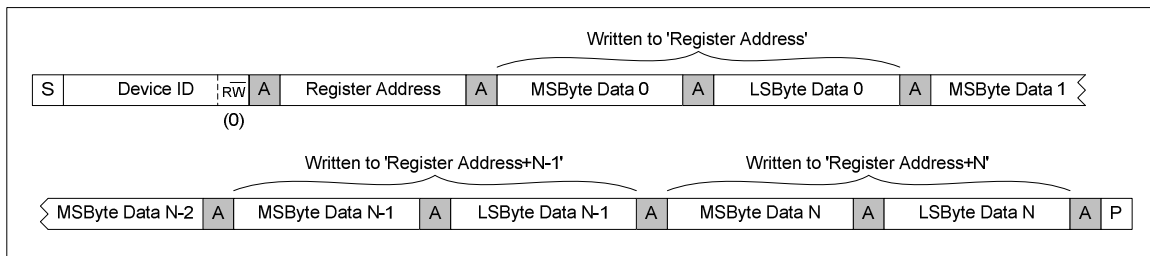 Written to 'Register Address'
S Device ID RW A Register Address A MSByte Data 0 A LSByte Data 0 A MSByte Data 1
(0)
Written to 'Register Address+N-1' Written to 'Register Address+N'
MSByte Data N-2 A MSByte Data N-1 A LSByte Data N-1 A MSByte Data N A LSByte Data N A P